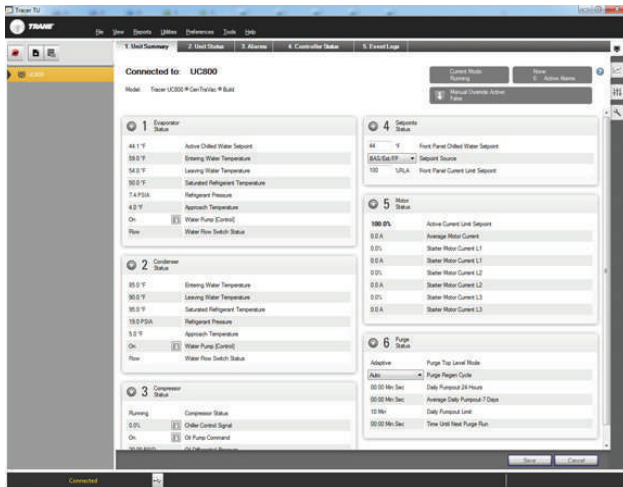 Tracer TU
TRANE
File View Reports Utilities Preferences Tools Help
1. Unit Summary 2. Unit Status 3. Alarms 4. Controller Status 5. Event Logs
UC800
Connected to: UC800
Model: Tracer UC800 ® CenTraVac ® Build
Current Mode
Running
None
0 Active Alarms
Manual Override Active:
False
1 Evaporator Status
44.1 °F Active Chilled Water Setpoint
59.0 °F Entering Water Temperature
54.0 °F Leaving Water Temperature
50.0 °F Saturated Refrigerant Temperature
7.4 PSIA Refrigerant Pressure
4.0 °F Approach Temperature
On Water Pump [Control]
Flow Water Flow Switch Status
2 Condenser Status
85.0 °F Entering Water Temperature
90.0 °F Leaving Water Temperature
95.0 °F Saturated Refrigerant Temperature
19.0 PSIA Refrigerant Pressure
5.0 °F Approach Temperature
On Water Pump [Control]
Flow Water Flow Switch Status
3 Compressor Status
Running Compressor Status
0.0% Chiller Control Signal
On Oil Pump Command
20.00 PSID Oil Differential Pressure
4 Setpoints Status
44 °F Front Panel Chilled Water Setpoint
BAS/Ext/FP Setpoint Source
100 %RLA Front Panel Current Limit Setpoint
5 Motor Status
100.0% Active Current Limit Setpoint
0.0 A Average Motor Current
0.0% Starter Motor Current L1
0.0 A Starter Motor Current L1
0.0% Starter Motor Current L2
0.0 A Starter Motor Current L2
0.0% Starter Motor Current L3
0.0 A Starter Motor Current L3
6 Purge Status
Adaptive Purge Top Level Mode
Auto Purge Regen Cycle
00:00 Min:Sec Daily Pumpout 24 Hours
00:00 Min:Sec Average Daily Pumpout 7 Days
10 Min Daily Pumpout Limit
00:00 Min:Sec Time Until Next Purge Run
Save Cancel
Connected